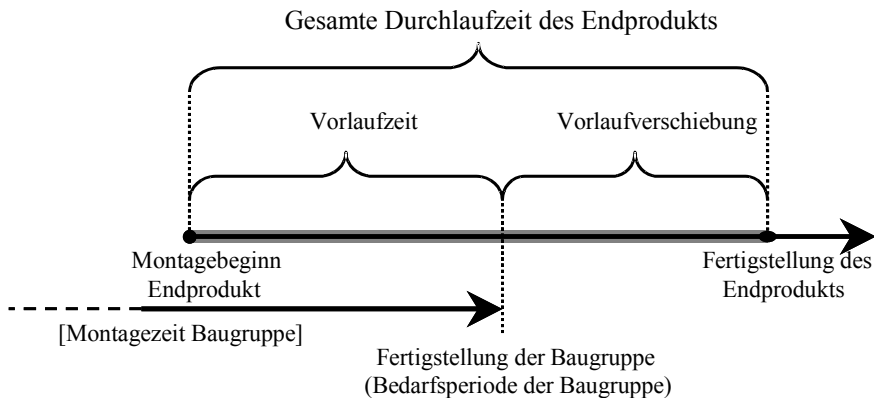 Gesamte Durchlaufzeit des Endprodukts
Vorlaufzeit
Vorlaufverschiebung
Montagebeginn
Endprodukt
Fertigstellung des
Endprodukts
[Montagezeit Baugruppe]
Fertigstellung der Baugruppe
(Bedarfsperiode der Baugruppe)